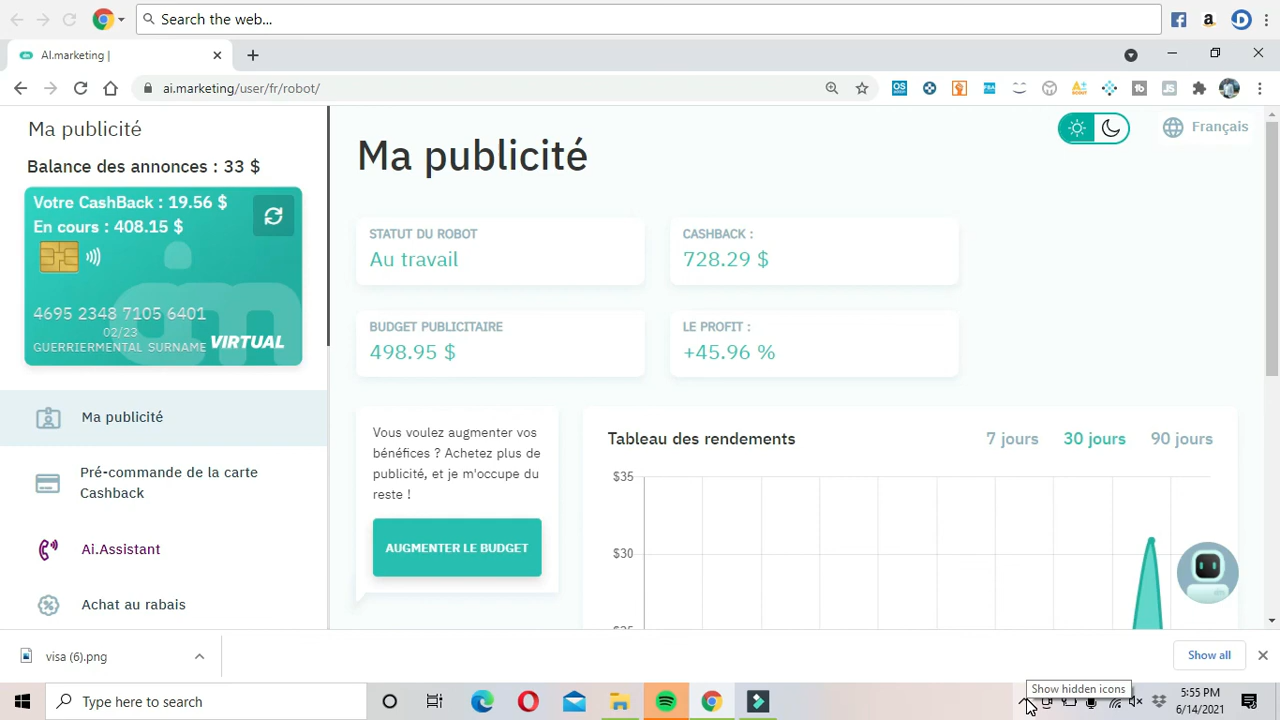 Search the web...
AI.marketing |
ai.marketing/user/fr/robot/
Ma publicité
Balance des annonces : 33 $
Votre CashBack : 19.56 $
En cours : 408.15 $
4695 2348 7105 6401
02/23
GUERRIERMENTAL SURNAME VIRTUAL
Ma publicité
Pré-commande de la carte
Cashback
Ai.Assistant
Achat au rabais
Ma publicité
Français
STATUT DU ROBOT
Au travail
CASHBACK :
728.29 $
BUDGET PUBLICITAIRE
498.95 $
LE PROFIT :
+45.96 %
Vous voulez augmenter vos
bénéfices ? Achetez plus de
publicité, et je m'occupe du
reste !
AUGMENTER LE BUDGET
Tableau des rendements
7 jours 30 jours 90 jours
$35
$30
visa (6).png
Show all
Show hidden icons
Type here to search
5:55 PM
6/14/2021